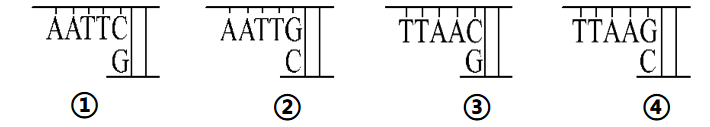 AATTC AATTG TTAAC TTAAG
G C G C
① ② ③ ④